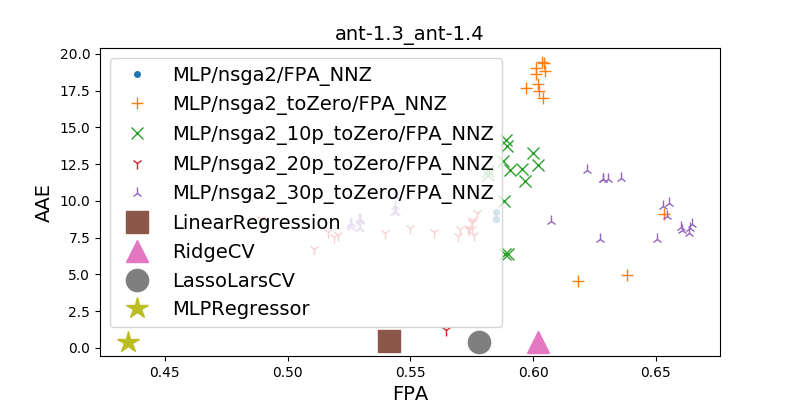 ant-1.3_ant-1.4
AAE
20.0
17.5
15.0
12.5
10.0
7.5
5.0
2.5
0.0
MLP/nsga2/FPA_NNZ
MLP/nsga2_toZero/FPA_NNZ
MLP/nsga2_10p_toZero/FPA_NNZ
MLP/nsga2_20p_toZero/FPA_NNZ
MLP/nsga2_30p_toZero/FPA_NNZ
LinearRegression
RidgeCV
LassoLarsCV
MLPRegressor
0.45 0.50 0.55 0.60 0.65
FPA